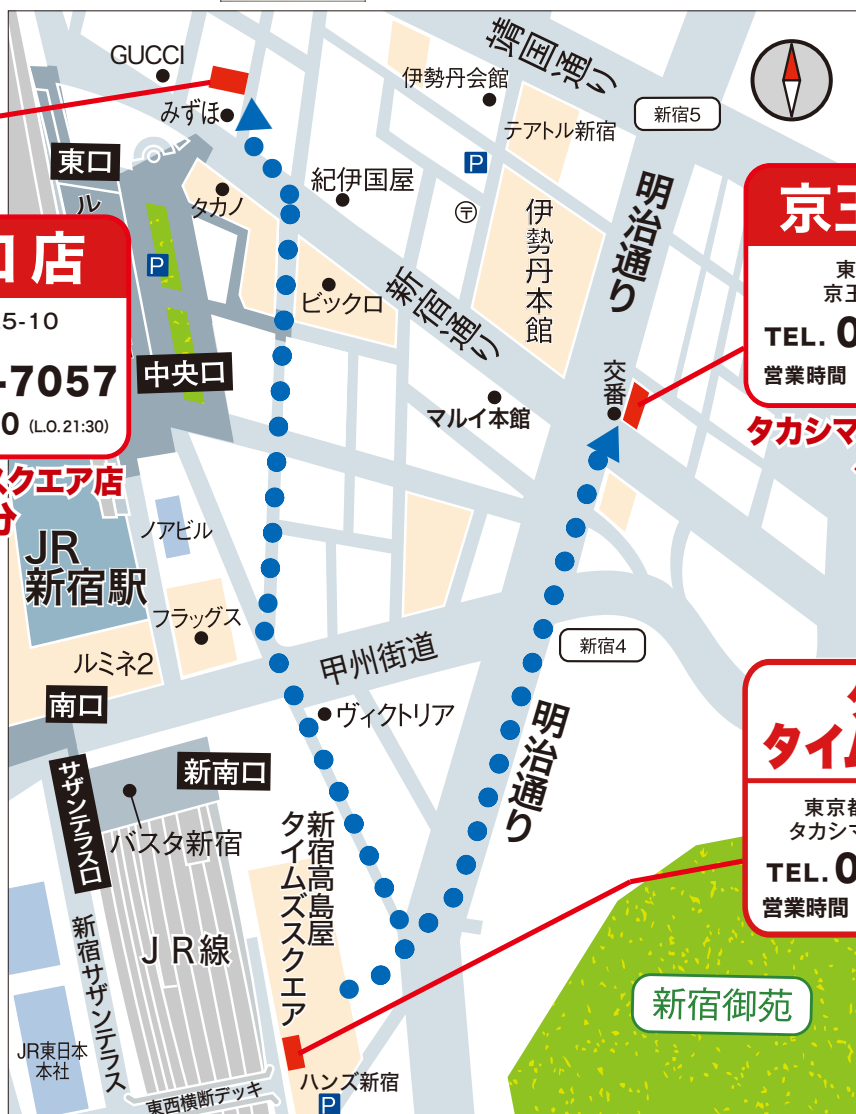 GUCCI
みずほ
靖国通り
伊勢丹会館
テアトル新宿
新宿5
東口
タカノ
紀伊国屋
P
〒
伊勢丹本館
明治通り
ル
口店
5-10
-7057
0 (L.O.21:30)
スクエア店
分
P
ビックロ
新宿通り
中央口
マルイ本館
交番
京王
東
京王
TEL. 0
営業時間
タカシマ
JR
新宿駅
ノアビル
フラッグス
ルミネ2
南口
甲州街道
新宿4
ヴィクトリア
明治通り
サザンテラス口
新南口
バスタ新宿
新宿高島屋
タイムズスクエア
JR線
新宿サザンテラス
JR東日本
本社
東西横断デッキ
ハンズ新宿
P
タイム
東京都
タカシマ
TEL. 0
営業時間
新宿御苑